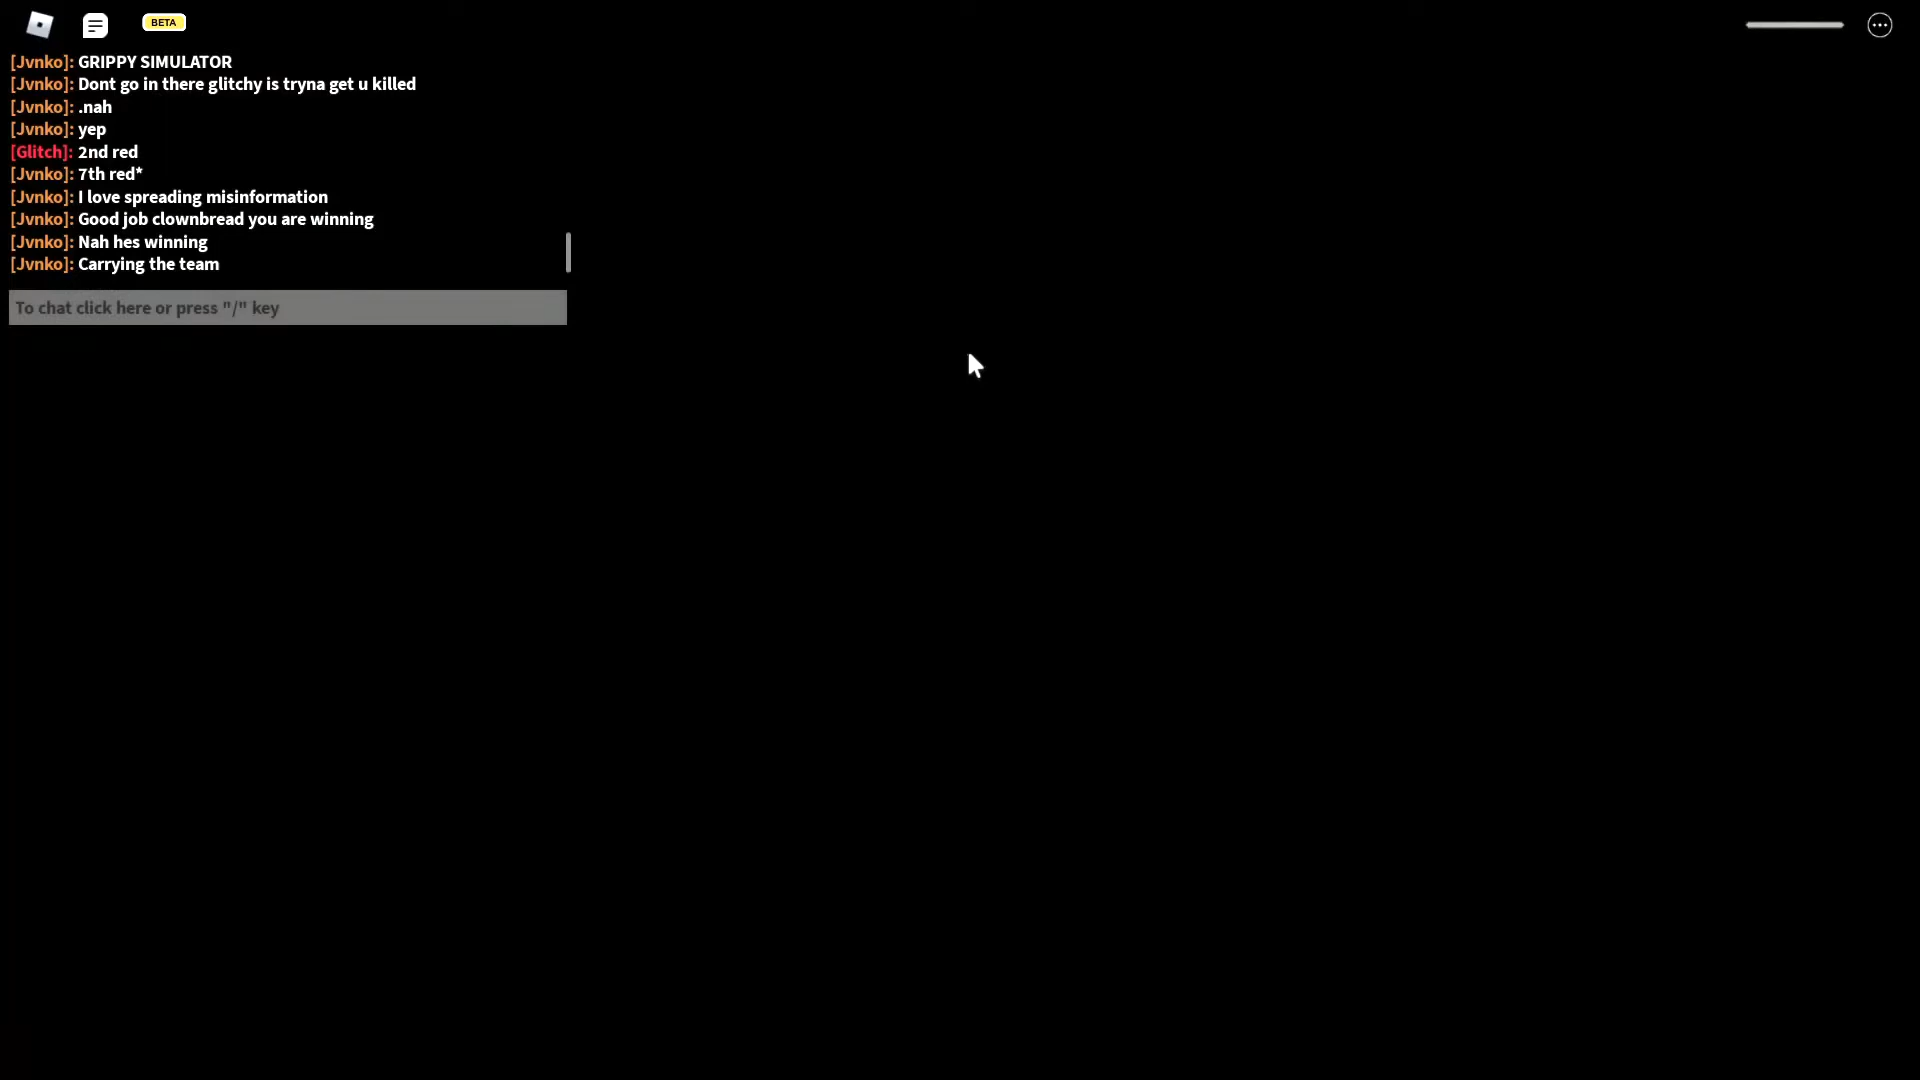 BETA
[Jvnko]: GRIPPY SIMULATOR
[Jvnko]: Dont go in there glitchy is tryna get u killed
[Jvnko]: .nah
[Jvnko]: yep
[Glitch]: 2nd red
[Jvnko]: 7th red*
[Jvnko]: I love spreading misinformation
[Jvnko]: Good job clownbread you are winning
[Jvnko]: Nah hes winning
[Jvnko]: Carrying the team
To chat click here or press "/" key